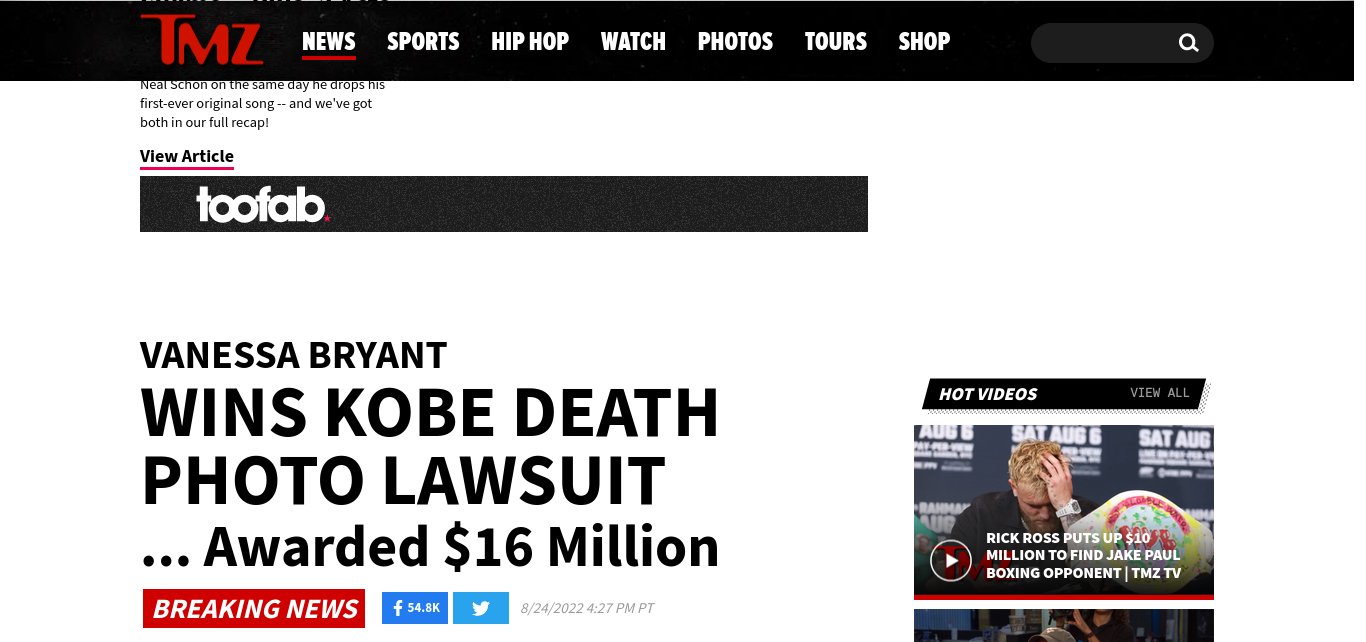 TMZ
NEWS SPORTS HIP HOP WATCH PHOTOS TOURS SHOP
Neal Schon on the same day he drops his
first-ever original song -- and we've got
both in our full recap!
View Article
toofab
VANESSA BRYANT
WINS KOBE DEATH
PHOTO LAWSUIT
... Awarded $16 Million
BREAKING NEWS
54.8K
8/24/2022 4:27 PM PT
HOT VIDEOS
VIEW ALL
AUG 6
SAT AUG 6
SAT AUG
RICK ROSS PUTS UP $10
MILLION TO FIND JAKE PAUL
BOXING OPPONENT | TMZ TV